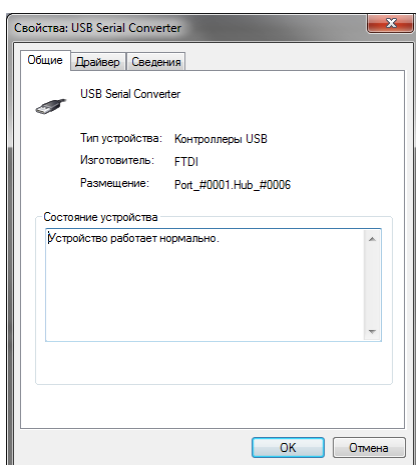 Свойства: USB Serial Converter
Общие Драйвер Сведения
USB Serial Converter
Тип устройства: Контроллеры USB
Изготовитель: FTDI
Размещение: Port_#0001.Hub_#0006
Состояние устройства
Устройство работает нормально.
OK Отмена